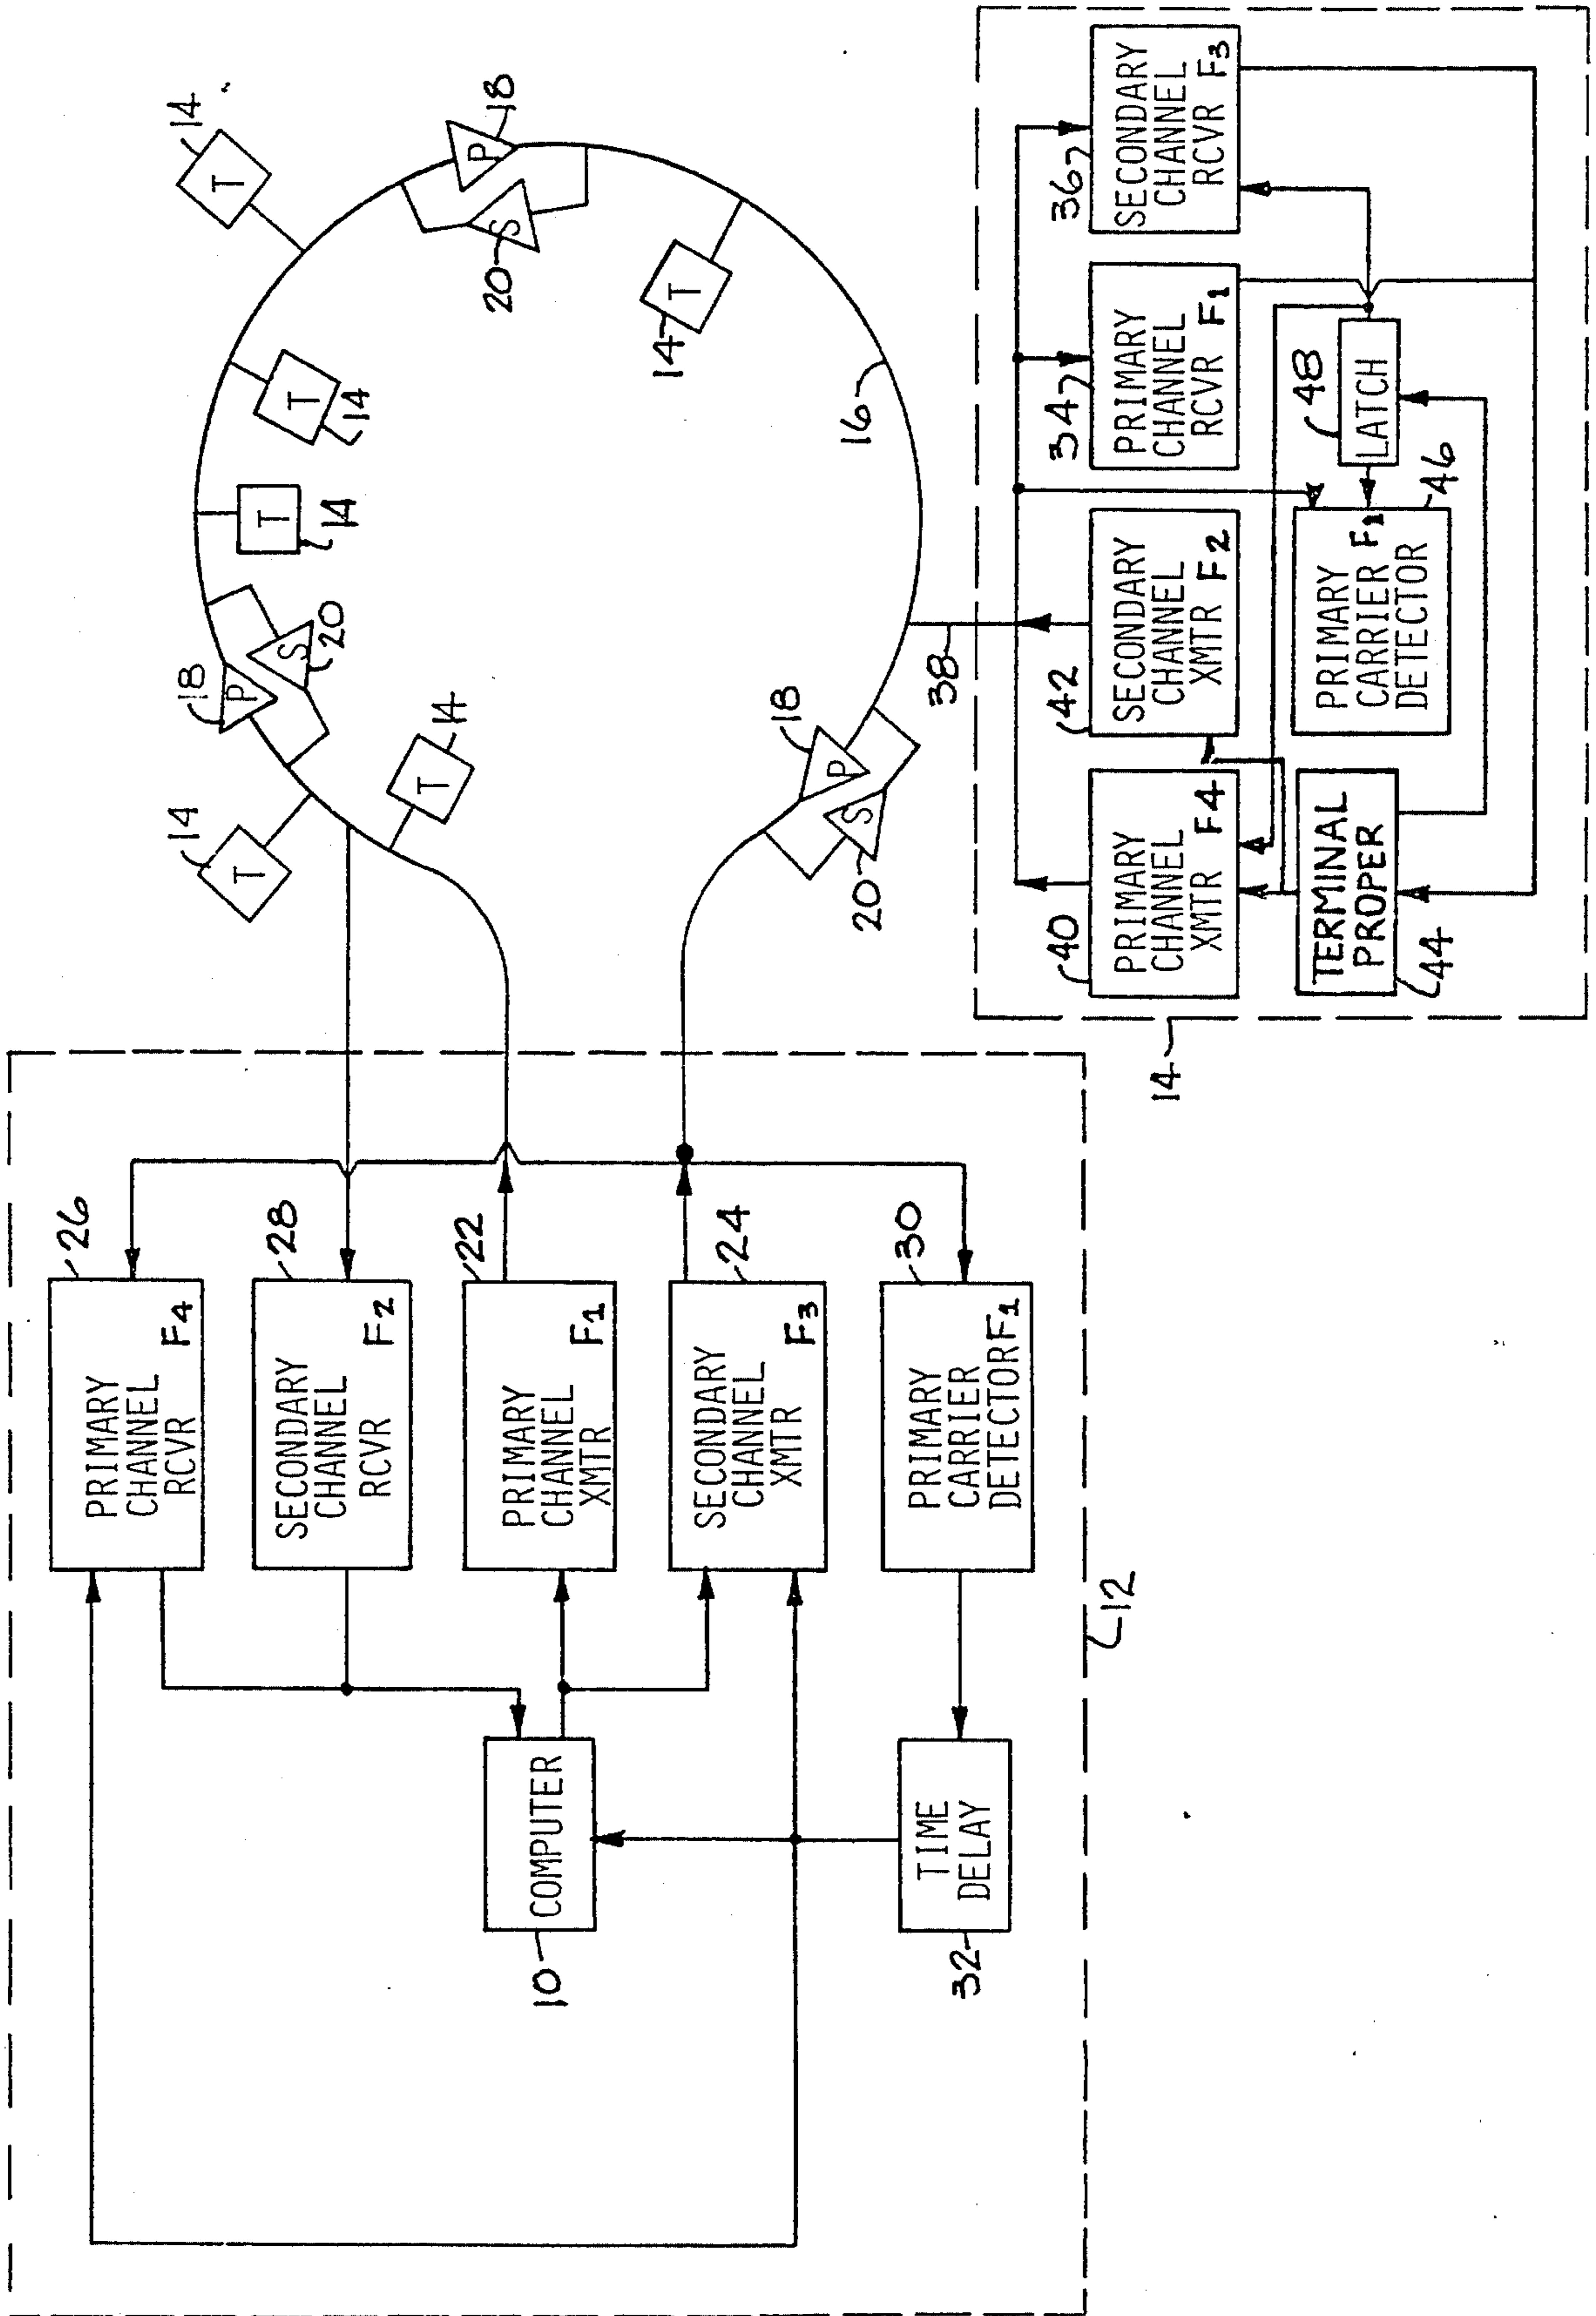 26
PRIMARY
CHANNEL
RCVR
F4
28
SECONDARY
CHANNEL
RCVR
F2
22
PRIMARY
CHANNEL
XMTR
F1
24
SECONDARY
CHANNEL
XMTR
F3
30
PRIMARY
CARRIER
DETECTOR F1
COMPUTER
10
TIME
DELAY
32
12
14
T
14
T
18
P
S
20
T
14
T
14
14
T
18
P
S
20
14
T
16
18
P
S
20
38
14
40
PRIMARY
CHANNEL
XMTR F4
42
SECONDARY
CHANNEL
XMTR F2
34
PRIMARY
CHANNEL
RCVR F1
36
SECONDARY
CHANNEL
RCVR F3
TERMINAL
PROPER
44
PRIMARY
CARRIER F1
DETECTOR
46
48
LATCH